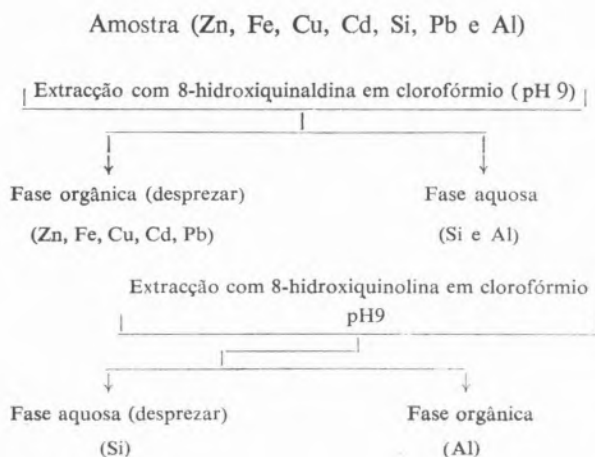 Amostra (Zn, Fe, Cu, Cd, Si, Pb e Al)
Extracção com 8-hidroxiquinaldina em clorofórmio (pH 9)
Fase orgânica (desprezar)
Fase aquosa
(Zn, Fe, Cu, Cd, Pb)
(Si e Al)
Extracção com 8-hidroxiquinolina em clorofórmio
pH9
Fase aquosa (desprezar)
Fase orgânica
(Si)
(Al)